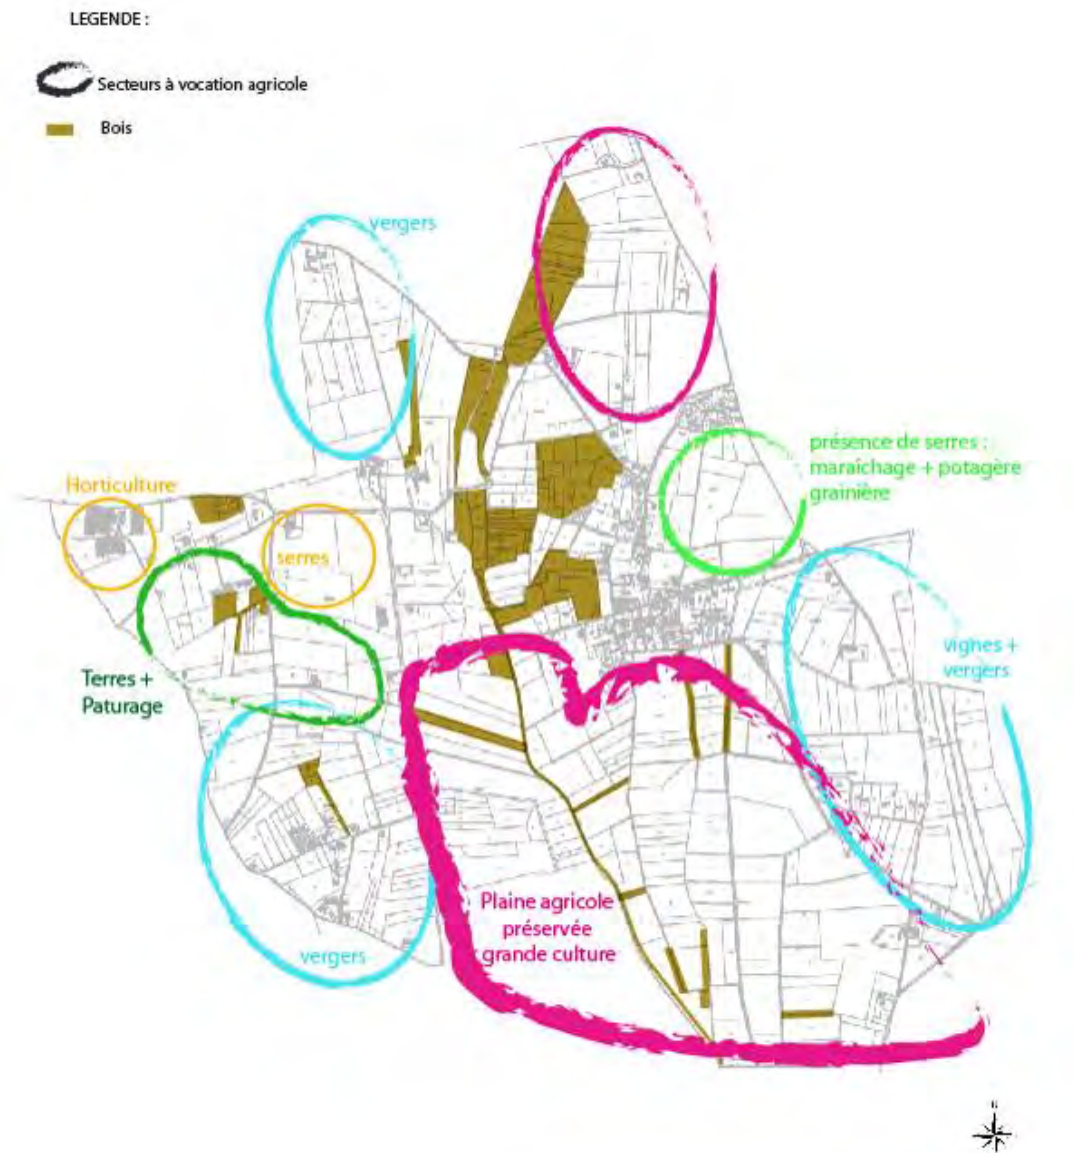 LEGENDE :
Secteurs à vocation agricole
Bois
vergers
présence de serres :
maraîchage + potagère
grainière
Horticulture
serres
vignes +
vergers
Terres +
Paturage
Plaine agricole
préservée
grande culture
vergers